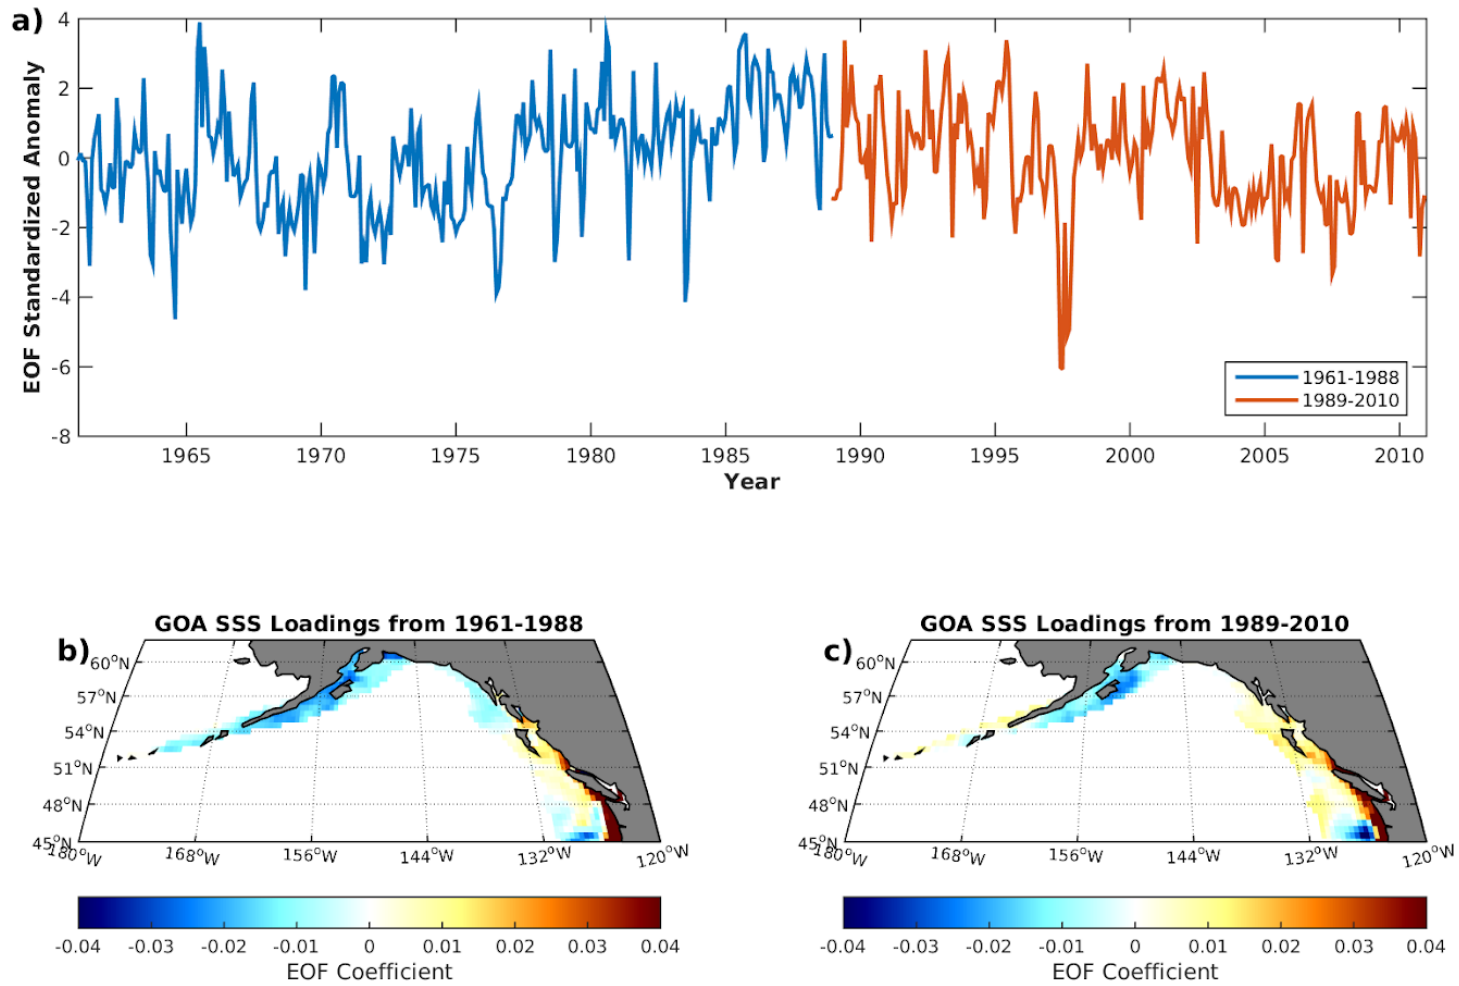 a)
EOF Standardized Anomaly
4
2
0
-2
-4
-6
-8
1965 1970 1975 1980 1985 1990 1995 2000 2005 2010
Year
1961-1988
1989-2010
b)
GOA SSS Loadings from 1961-1988
60°N
57°N
54°N
51°N
48°N
45°N
180°W 168°W 156°W 144°W 132°W 120°W
-0.04 -0.03 -0.02 -0.01 0 0.01 0.02 0.03 0.04
EOF Coefficient
c)
GOA SSS Loadings from 1989-2010
60°N
57°N
54°N
51°N
48°N
45°N
180°W 168°W 156°W 144°W 132°W 120°W
-0.04 -0.03 -0.02 -0.01 0 0.01 0.02 0.03 0.04
EOF Coefficient